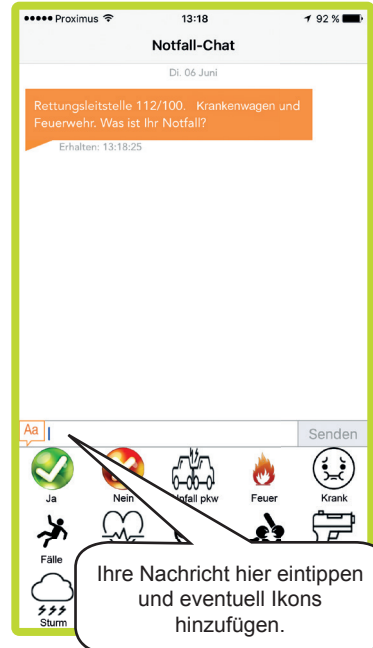 Proximus 13:18 92 %
Notfall-Chat
Di. 06 Juni
Rettungsleitstelle 112/100. Krankenwagen und
Feuerwehr. Was ist Ihr Notfall?
Erhalten: 13:18:25
Aa Senden
Ja Nein nfall pkw Feuer Krank
Fälle
Sturm
Ihre Nachricht hier eintippen
und eventuell Ikons
hinzufügen.